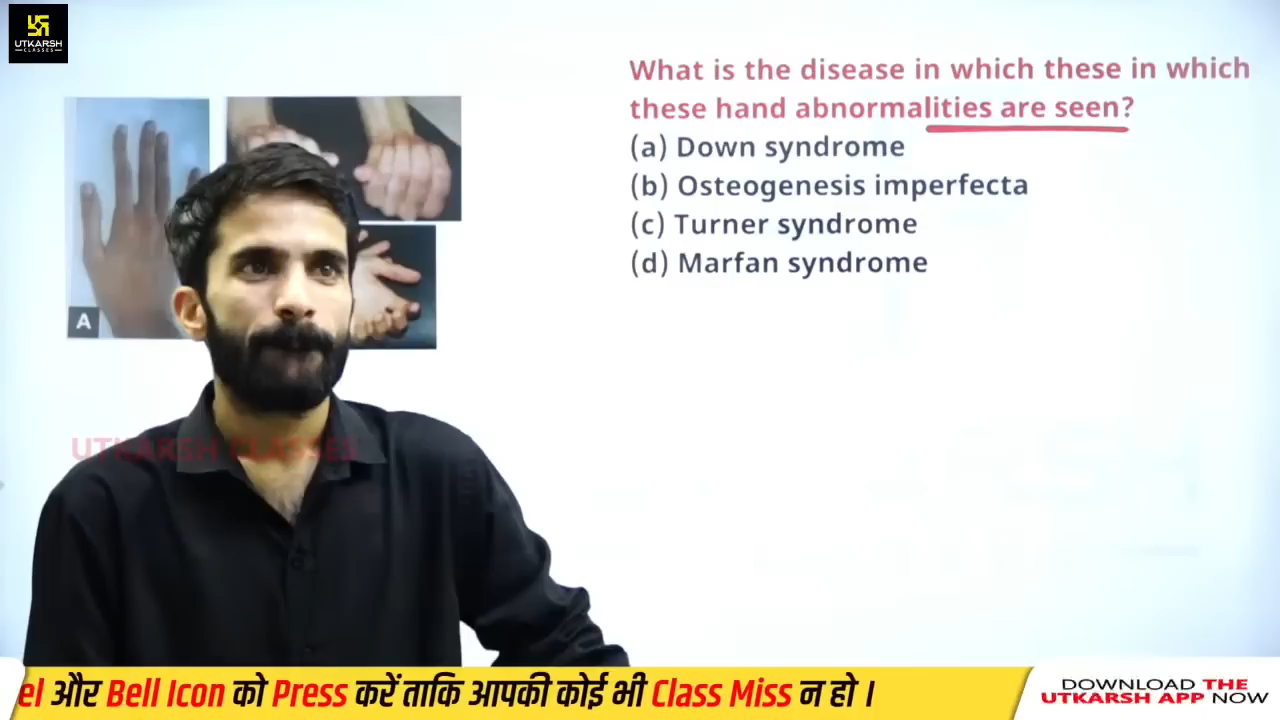 UTKARSH
CLASSES
What is the disease in which these in which
these hand abnormalities are seen?
(a) Down syndrome
(b) Osteogenesis imperfecta
(c) Turner syndrome
(d) Marfan syndrome
A
UTKARSH CLASSES
el और Bell Icon को Press करें ताकि आपकी कोई भी Class Miss न हो ।
DOWNLOAD THE
UTKARSH APP NOW